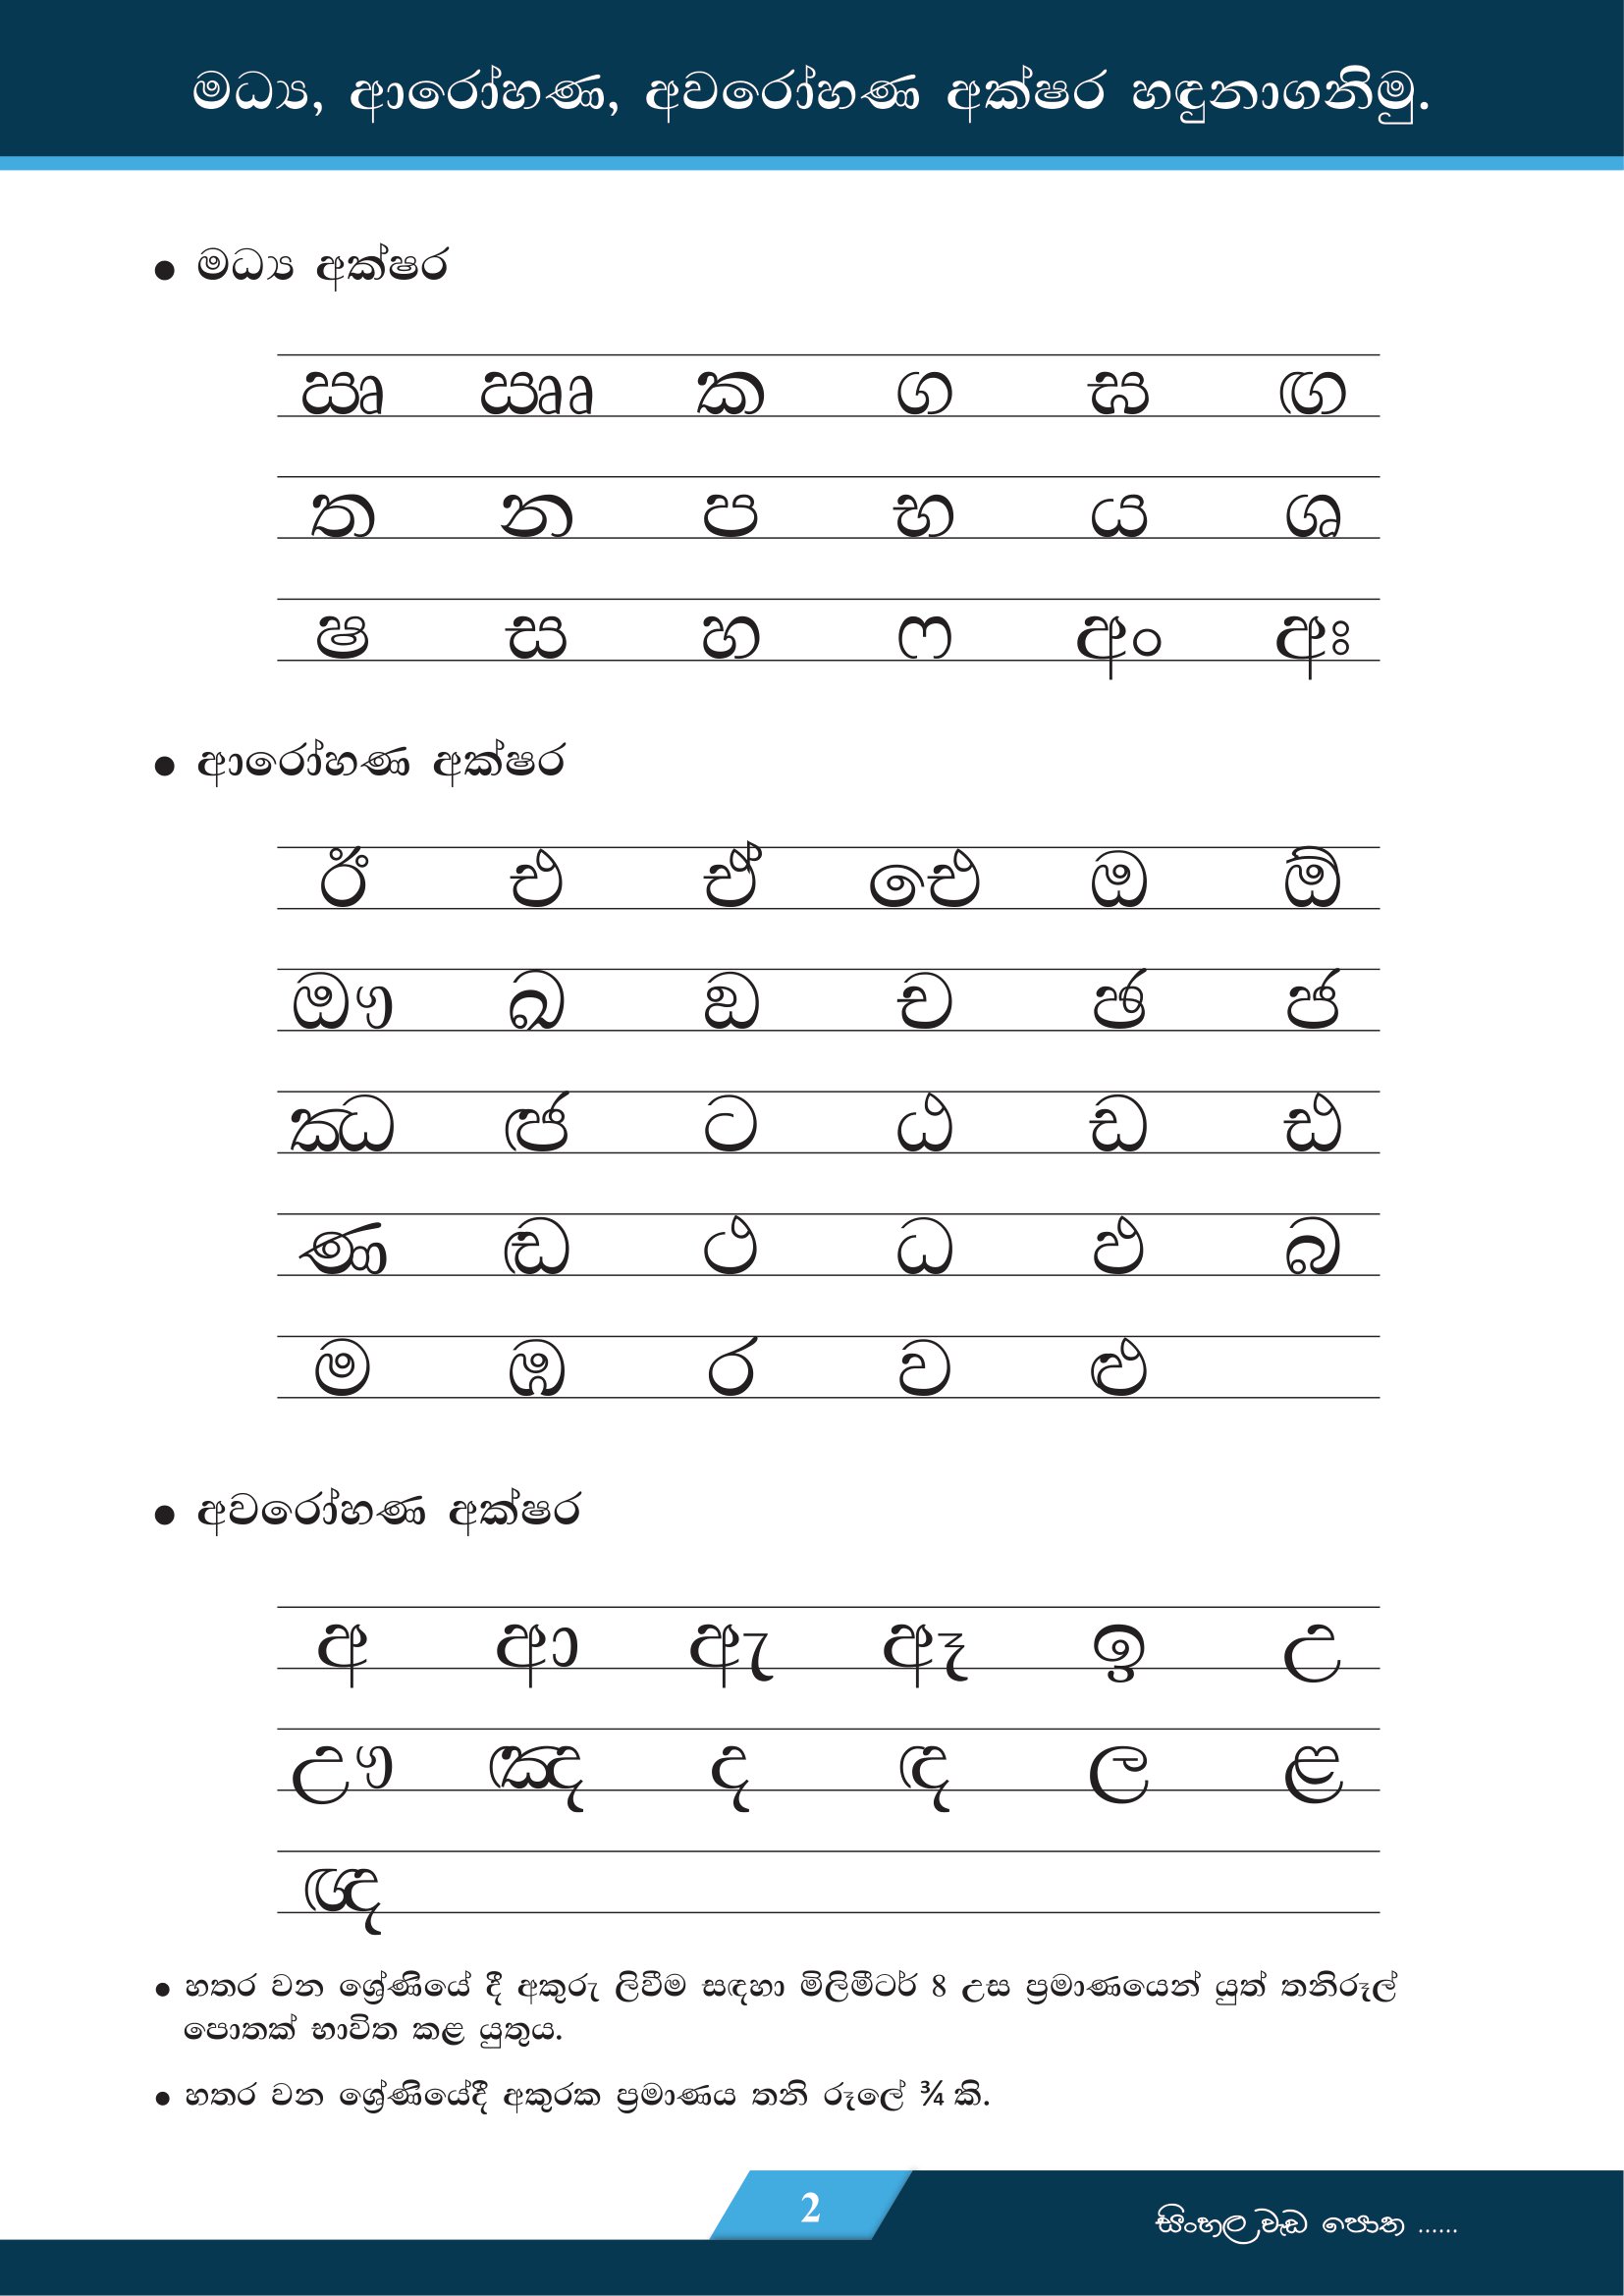 මධ්‍ය, ආරෝහණ, අවරෝහණ අක්ෂර හඳුනාගනිමු.
• මධ්‍ය අක්ෂර
ඍ ඎ ක ග ඝ ඟ
ත න ප භ ය ශ
ෂ ස හ ෆ අං අඃ
• ආරෝහණ අක්ෂර
ඊ එ ඒ ඓ ඔ ඕ
ඖ ඛ ඞ ච ඡ ජ
ඣ ඦ ට ඨ ඩ ඪ
ණ ඬ ථ ධ ඵ බ
ම ඹ ර ව ඵ
• අවරෝහණ අක්ෂර
අ ආ ඇ ඈ ඉ උ
ඌ ඤ ද ඳ ල ළ
ඥ
• හතර වන ශ්‍රේණියේ දී අකුරු ලිවීම සඳහා මිලිමීටර් 8 උස ප්‍රමාණයෙන් යුත් තනිරූල්
පොතක් භාවිත කළ යුතුය.
• හතර වන ශ්‍රේණියේදී අකුරක ප්‍රමාණය තනි රූලේ ¾ කි.
2
සිංහල වැඩ පොත ......